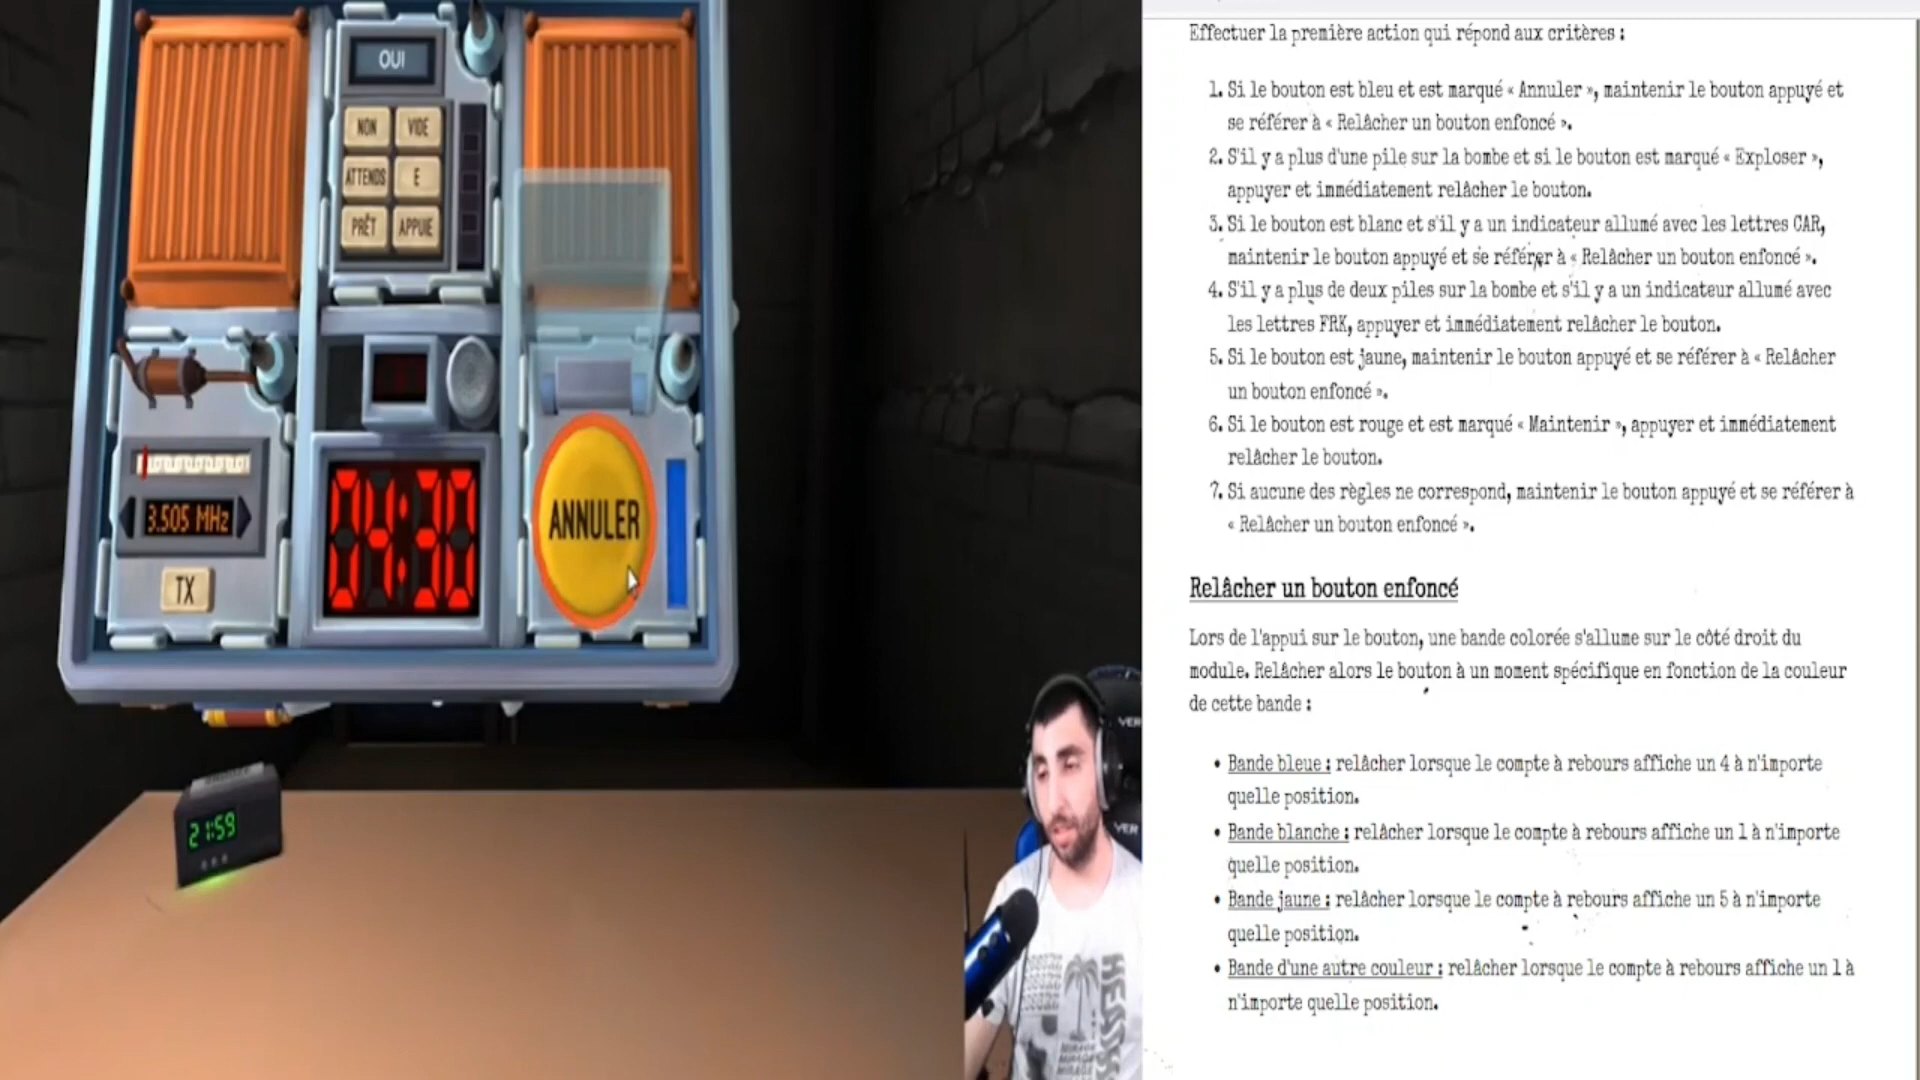 OUI
NON VIDE
ATTENDS E
PRÊT APPUIE
3.505 MHz
TX
04:30
ANNULER
21:59
Effectuer la première action qui répond aux critères :
1. Si le bouton est bleu et est marqué « Annuler », maintenir le bouton appuyé et
se référer à « Relâcher un bouton enfoncé ».
2. S'il y a plus d'une pile sur la bombe et si le bouton est marqué « Exploser »,
appuyer et immédiatement relâcher le bouton.
3. Si le bouton est blanc et s'il y a un indicateur allumé avec les lettres CAR,
maintenir le bouton appuyé et se référer à « Relâcher un bouton enfoncé ».
4. S'il y a plus de deux piles sur la bombe et s'il y a un indicateur allumé avec
les lettres FRK, appuyer et immédiatement relâcher le bouton.
5. Si le bouton est jaune, maintenir le bouton appuyé et se référer à « Relâcher
un bouton enfoncé ».
6. Si le bouton est rouge et est marqué « Maintenir », appuyer et immédiatement
relâcher le bouton.
7. Si aucune des règles ne correspond, maintenir le bouton appuyé et se référer à
« Relâcher un bouton enfoncé ».
Relâcher un bouton enfoncé
Lors de l'appui sur le bouton, une bande colorée s'allume sur le côté droit du
module. Relâcher alors le bouton à un moment spécifique en fonction de la couleur
de cette bande :
• Bande bleue : relâcher lorsque le compte à rebours affiche un 4 à n'importe
quelle position.
• Bande blanche : relâcher lorsque le compte à rebours affiche un 1 à n'importe
quelle position.
• Bande jaune : relâcher lorsque le compte à rebours affiche un 5 à n'importe
quelle position.
• Bande d'une autre couleur : relâcher lorsque le compte à rebours affiche un 1 à
n'importe quelle position.